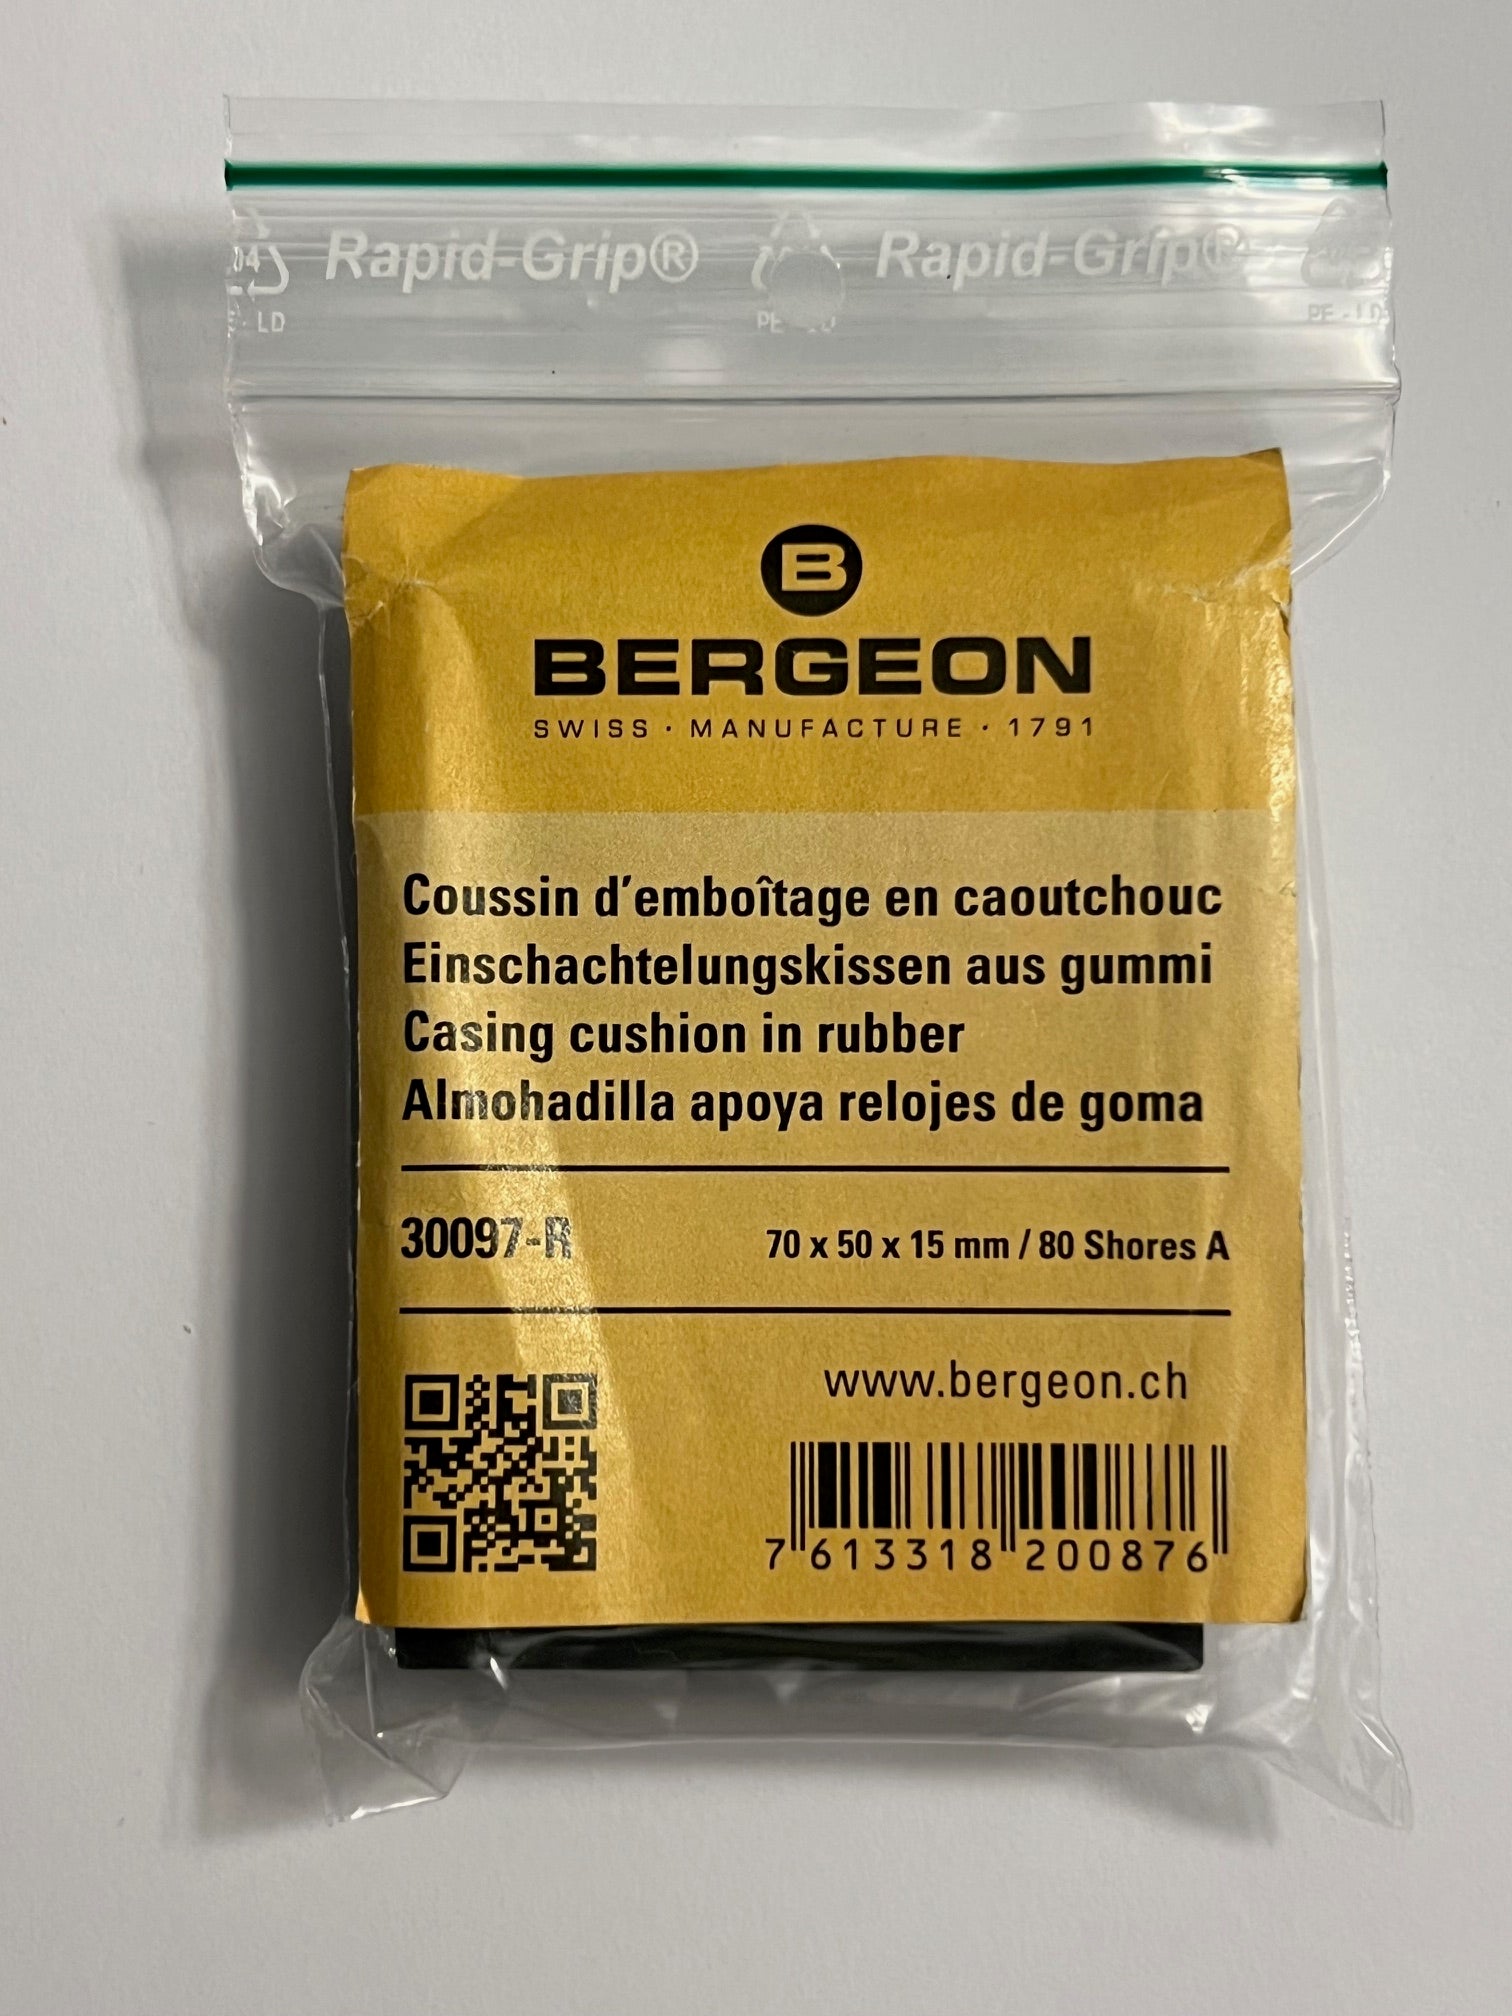 04
Rapid-Grip® Rapid-Grip®
LD PE-LD PE-LD
B
BERGEON
SWISS · MANUFACTURE · 1791
Coussin d'emboîtage en caoutchouc
Einschachtelungskissen aus gummi
Casing cushion in rubber
Almohadilla apoya relojes de goma
30097-R 70 x 50 x 15 mm / 80 Shores A
www.bergeon.ch
7 613318 200876